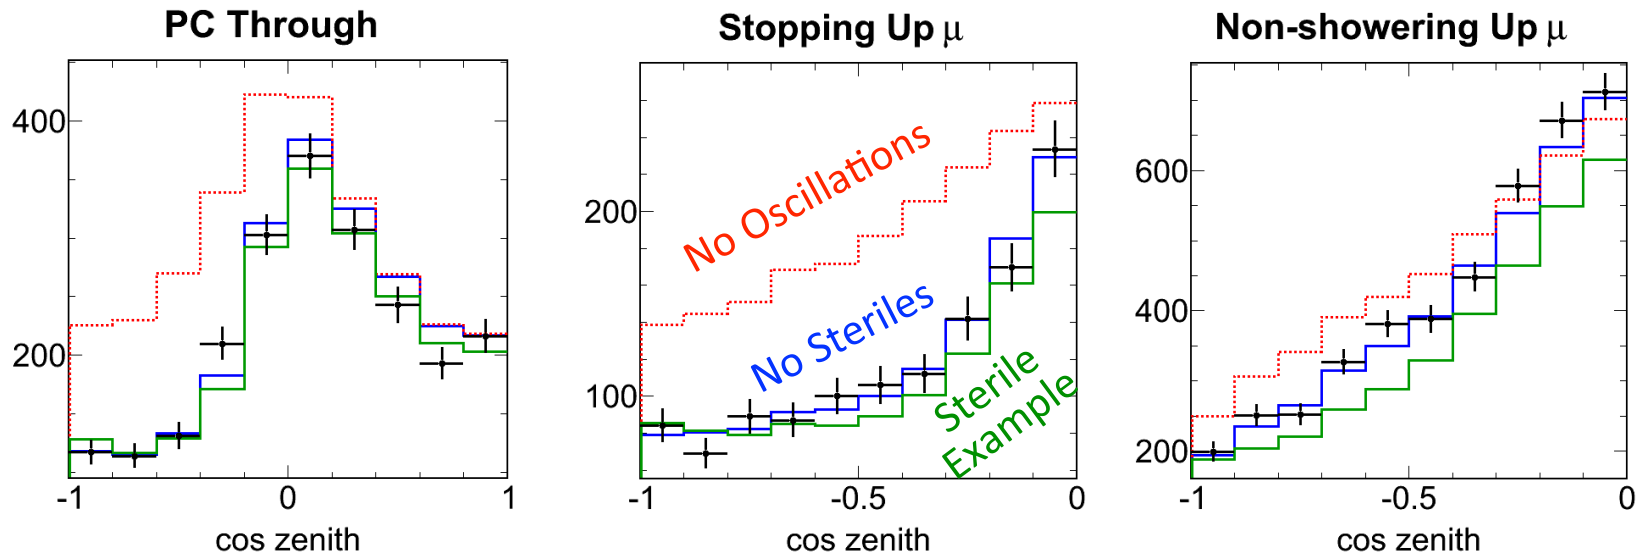 PC Through
400
200
-1 0 1
cos zenith
Stopping Up μ
No Oscillations
No Steriles
Sterile
Example
200
100
-1 -0.5 0
cos zenith
Non-showering Up μ
600
400
200
-1 -0.5 0
cos zenith